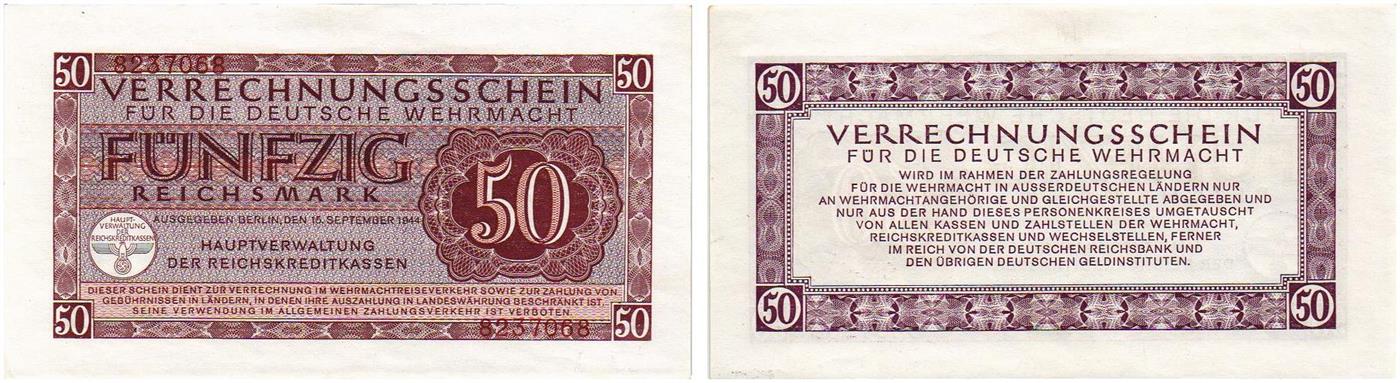 50
8237068
50
VERRECHNUNGSSCHEIN
FÜR DIE DEUTSCHE WEHRMACHT
FÜNFZIG
REICHSMARK
50
AUSGEGEBEN BERLIN, DEN 15. SEPTEMBER 1944
HAUPT-
VERWALTUNG
DER
REICHSKREDITKASSEN
HAUPTVERWALTUNG
DER REICHSKREDITKASSEN
DIESER SCHEIN DIENT ZUR VERRECHNUNG IM WEHRMACHTREISEVERKEHR SOWIE ZUR ZAHLUNG VON
GEBÜHRNISSEN IN LÄNDERN, IN DENEN IHRE AUSZAHLUNG IN LANDESWÄHRUNG BESCHRÄNKT IST.
SEINE VERWENDUNG IM ALLGEMEINEN ZAHLUNGSVERKEHR IST VERBOTEN.
50
8237068
50
50
50
VERRECHNUNGSSCHEIN
FÜR DIE DEUTSCHE WEHRMACHT
WIRD IM RAHMEN DER ZAHLUNGSREGELUNG
FÜR DIE WEHRMACHT IN AUSSERDEUTSCHEN LÄNDERN NUR
AN WEHRMACHTANGEHÖRIGE UND GLEICHGESTELLTE ABGEGEBEN UND
NUR AUS DER HAND DIESES PERSONENKREISES UMGETAUSCHT
VON ALLEN KASSEN UND ZAHLSTELLEN DER WEHRMACHT,
REICHSKREDITKASSEN UND WECHSELSTELLEN, FERNER
IM REICH VON DER DEUTSCHEN REICHSBANK UND
DEN ÜBRIGEN DEUTSCHEN GELDINSTITUTEN.
50
50